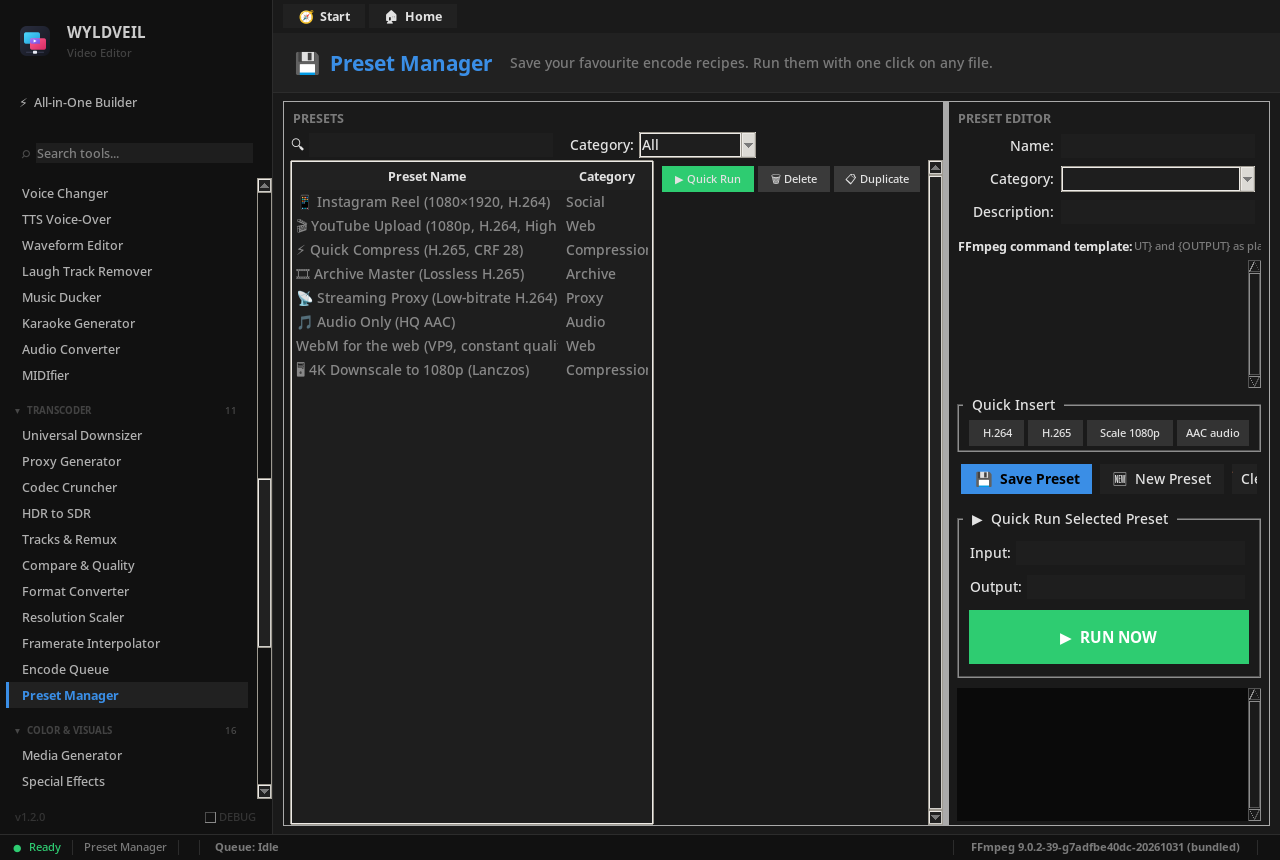 WYLDVEIL
Video Editor
⚡ All-in-One Builder
Search tools...
Voice Changer
TTS Voice-Over
Waveform Editor
Laugh Track Remover
Music Ducker
Karaoke Generator
Audio Converter
MIDIfier
▾ TRANSCODER 11
Universal Downsizer
Proxy Generator
Codec Cruncher
HDR to SDR
Tracks & Remux
Compare & Quality
Format Converter
Resolution Scaler
Framerate Interpolator
Encode Queue
Preset Manager
▾ COLOR & VISUALS 16
Media Generator
Special Effects
v1.2.0 DEBUG
Start Home
Preset Manager Save your favourite encode recipes. Run them with one click on any file.
PRESETS
Category: All
Preset Name Category
Instagram Reel (1080×1920, H.264) Social
YouTube Upload (1080p, H.264, High Web
Quick Compress (H.265, CRF 28) Compression
Archive Master (Lossless H.265) Archive
Streaming Proxy (Low-bitrate H.264) Proxy
Audio Only (HQ AAC) Audio
WebM for the web (VP9, constant quali Web
4K Downscale to 1080p (Lanczos) Compression
▶ Quick Run Delete Duplicate
PRESET EDITOR
Name:
Category:
Description:
FFmpeg command template: UT} and {OUTPUT} as pla
Quick Insert
H.264 H.265 Scale 1080p AAC audio
Save Preset New Preset Cle
▶ Quick Run Selected Preset
Input:
Output:
▶ RUN NOW
● Ready Preset Manager Queue: Idle FFmpeg 9.0.2-39-g7adfbe40dc-20261031 (bundled)